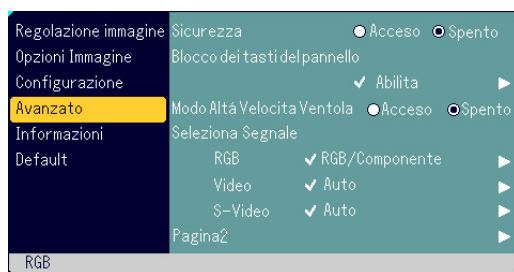 Regolazione immagine
Opzioni Immagine
Configurazione
Avanzato
Informazioni
Default
Sicurezza Acceso Spento
Blocco dei tasti del pannello
Abilita
Modo Altá Velocita Ventola Acceso Spento
Seleziona Segnale
RGB RGB/Componente
Video Auto
S-Video Auto
Pagina2
RGB